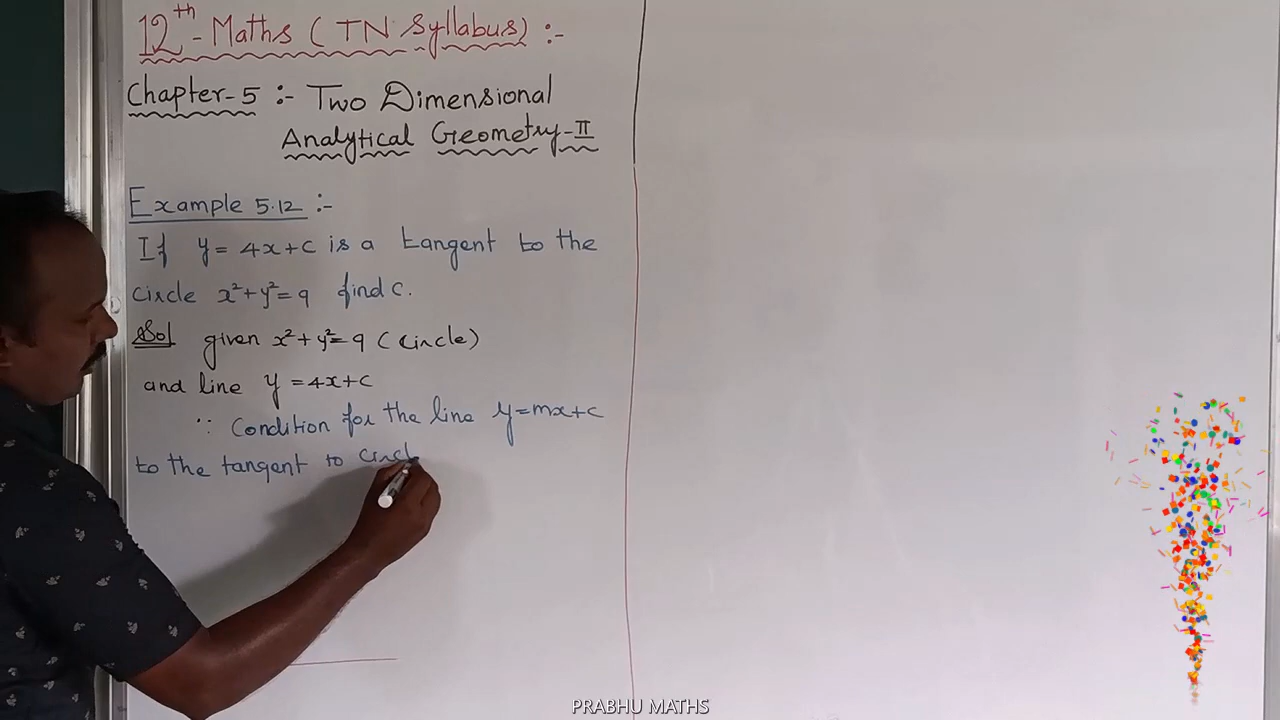 12th - Maths ( TN Syllabus) :-
Chapter-5 :- Two Dimensional
Analytical Geometry-II
Example 5.12 :-
If y = 4x+c is a tangent to the
circle x²+y²=9 find c.
Sol given x²+y²=9 (circle)
and line y =4x+c
∵ Condition for the line y=mx+c
to the tangent to circl
PRABHU MATHS